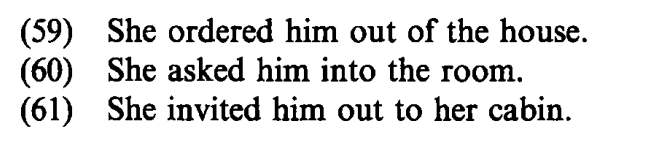 (59) She ordered him out of the house.
(60) She asked him into the room.
(61) She invited him out to her cabin.